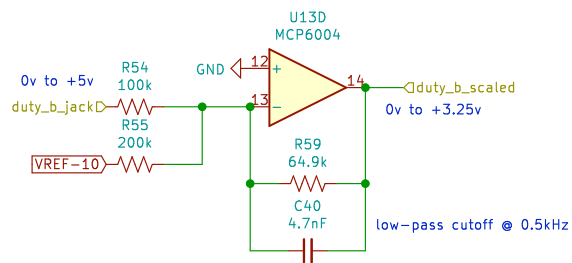 U13D
MCP6004
0v to +5v
R54
100k
GND
12
+
14
duty_b_jack
13
−
duty_b_scaled
0v to +3.25v
R55
200k
VREF-10
R59
64.9k
C40
4.7nF
low-pass cutoff @ 0.5kHz